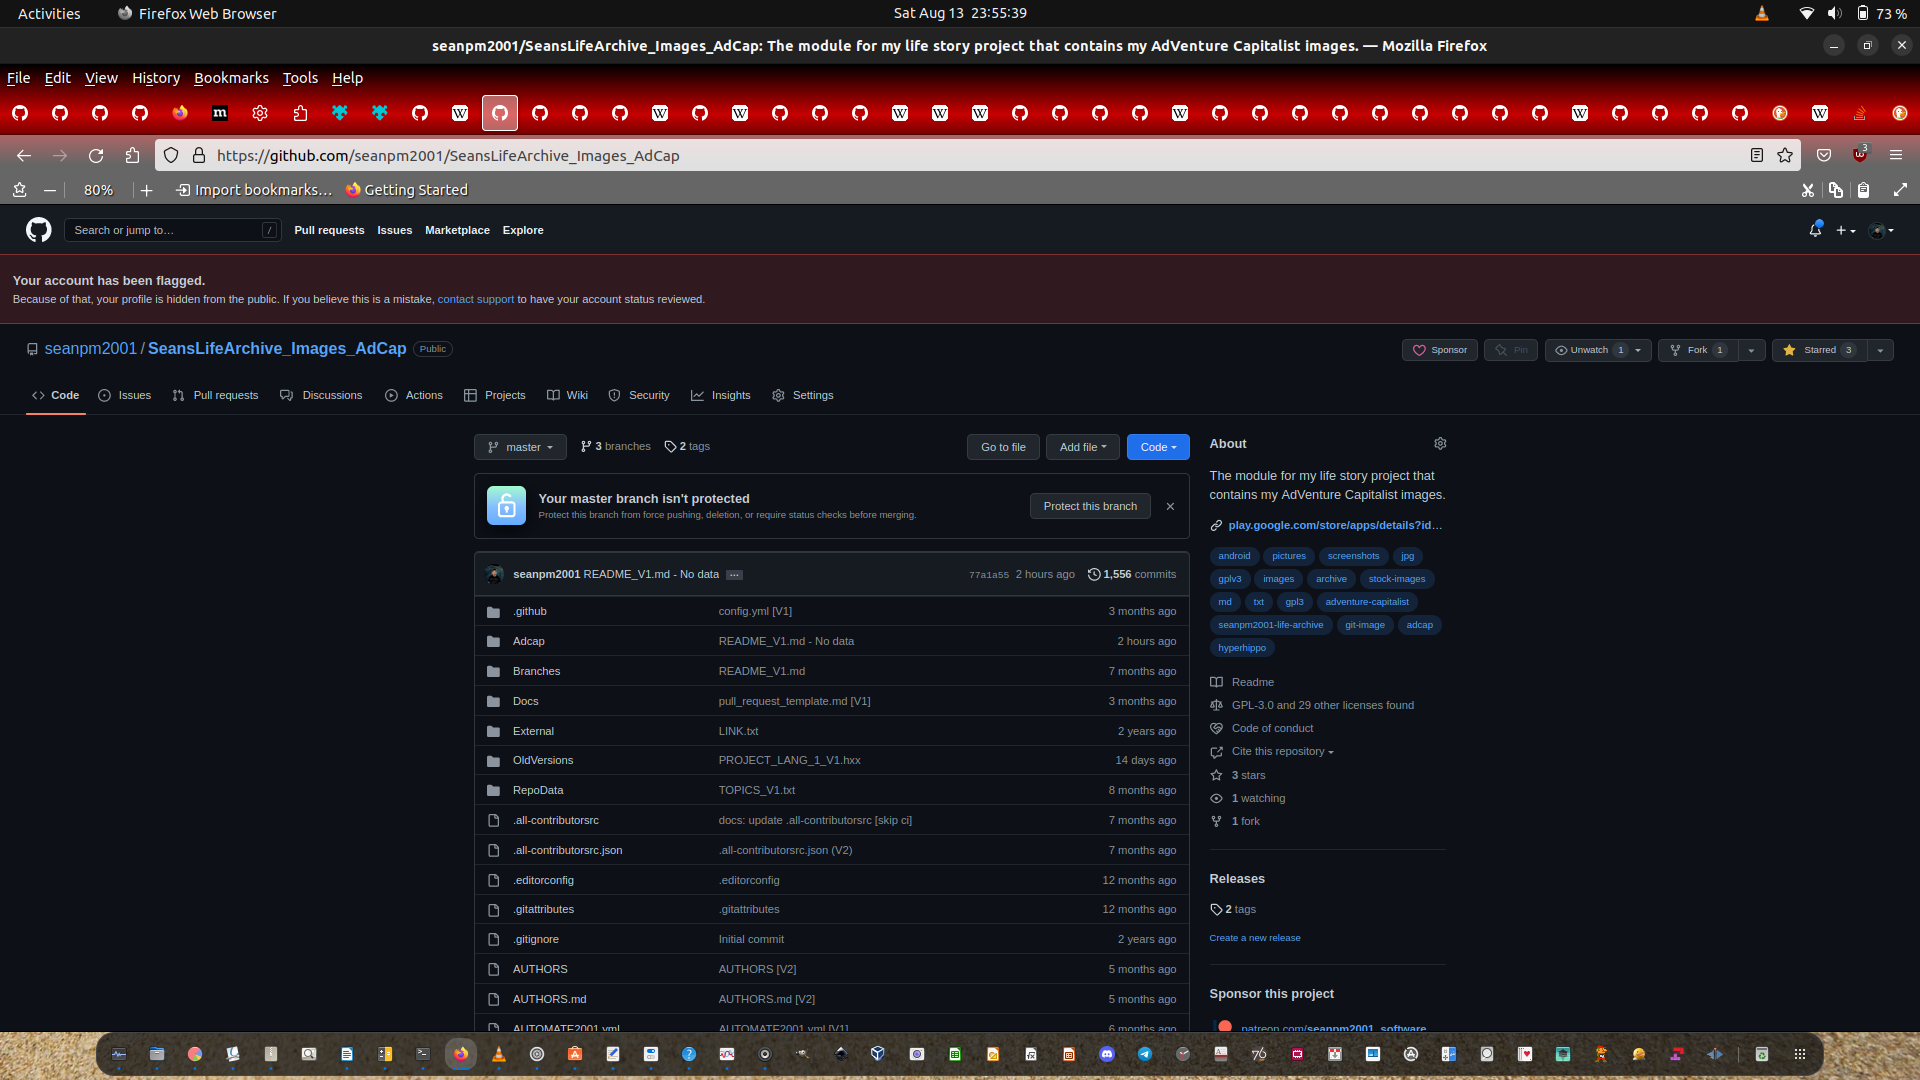 Activities
Firefox Web Browser
Sat Aug 13 23:55:39
73 %
seanpm2001/SeansLifeArchive_Images_AdCap: The module for my life story project that contains my AdVenture Capitalist images. — Mozilla Firefox
File Edit View History Bookmarks Tools Help
https://github.com/seanpm2001/SeansLifeArchive_Images_AdCap
3
80%
Import bookmarks…
Getting Started
Search or jump to…
/
Pull requests Issues Marketplace Explore
Your account has been flagged.
Because of that, your profile is hidden from the public. If you believe this is a mistake, contact support to have your account status reviewed.
seanpm2001 / SeansLifeArchive_Images_AdCap Public
Sponsor
Pin
Unwatch 1
Fork 1
Starred 3
Code Issues Pull requests Discussions Actions Projects Wiki Security Insights Settings
master
3 branches
2 tags
Go to file
Add file
Code
Your master branch isn't protected
Protect this branch from force pushing, deletion, or require status checks before merging.
Protect this branch
seanpm2001 README_V1.md - No data ...
77a1a55 2 hours ago
1,556 commits
.github config.yml [V1] 3 months ago
Adcap README_V1.md - No data 2 hours ago
Branches README_V1.md 7 months ago
Docs pull_request_template.md [V1] 3 months ago
External LINK.txt 2 years ago
OldVersions PROJECT_LANG_1_V1.hxx 14 days ago
RepoData TOPICS_V1.txt 8 months ago
.all-contributorsrc docs: update .all-contributorsrc [skip ci] 7 months ago
.all-contributorsrc.json .all-contributorsrc.json (V2) 7 months ago
.editorconfig .editorconfig 12 months ago
.gitattributes .gitattributes 12 months ago
.gitignore Initial commit 2 years ago
AUTHORS AUTHORS [V2] 5 months ago
AUTHORS.md AUTHORS.md [V2] 5 months ago
AUTOMATE2001.yml AUTOMATE2001.yml [V1] 6 months ago
About
The module for my life story project that
contains my AdVenture Capitalist images.
play.google.com/store/apps/details?id…
android pictures screenshots jpg
gplv3 images archive stock-images
md txt gpl3 adventure-capitalist
seanpm2001-life-archive git-image adcap
hyperhippo
Readme
GPL-3.0 and 29 other licenses found
Code of conduct
Cite this repository
3 stars
1 watching
1 fork
Releases
2 tags
Create a new release
Sponsor this project
patreon.com/seanpm2001_software